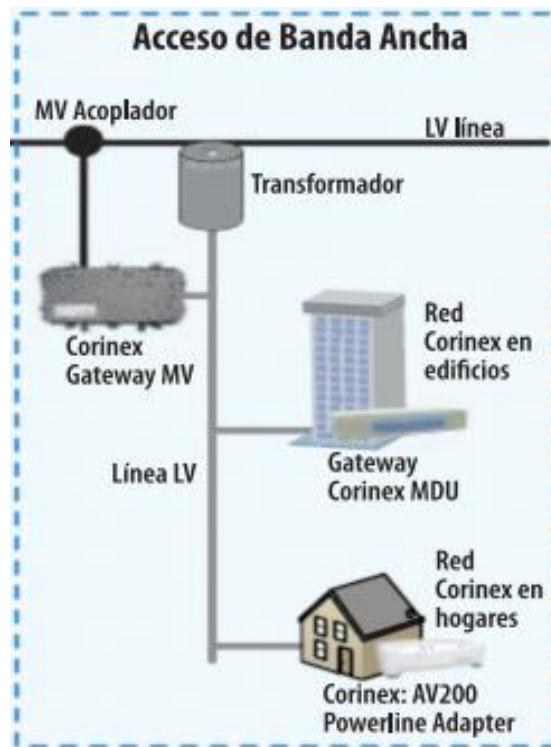 Acceso de Banda Ancha
MV Acoplador
LV línea
Transformador
Corinex
Gateway MV
Red
Corinex en
edificios
Gateway
Corinex MDU
Línea LV
Red
Corinex en
hogares
Corinex: AV200
Powerline Adapter